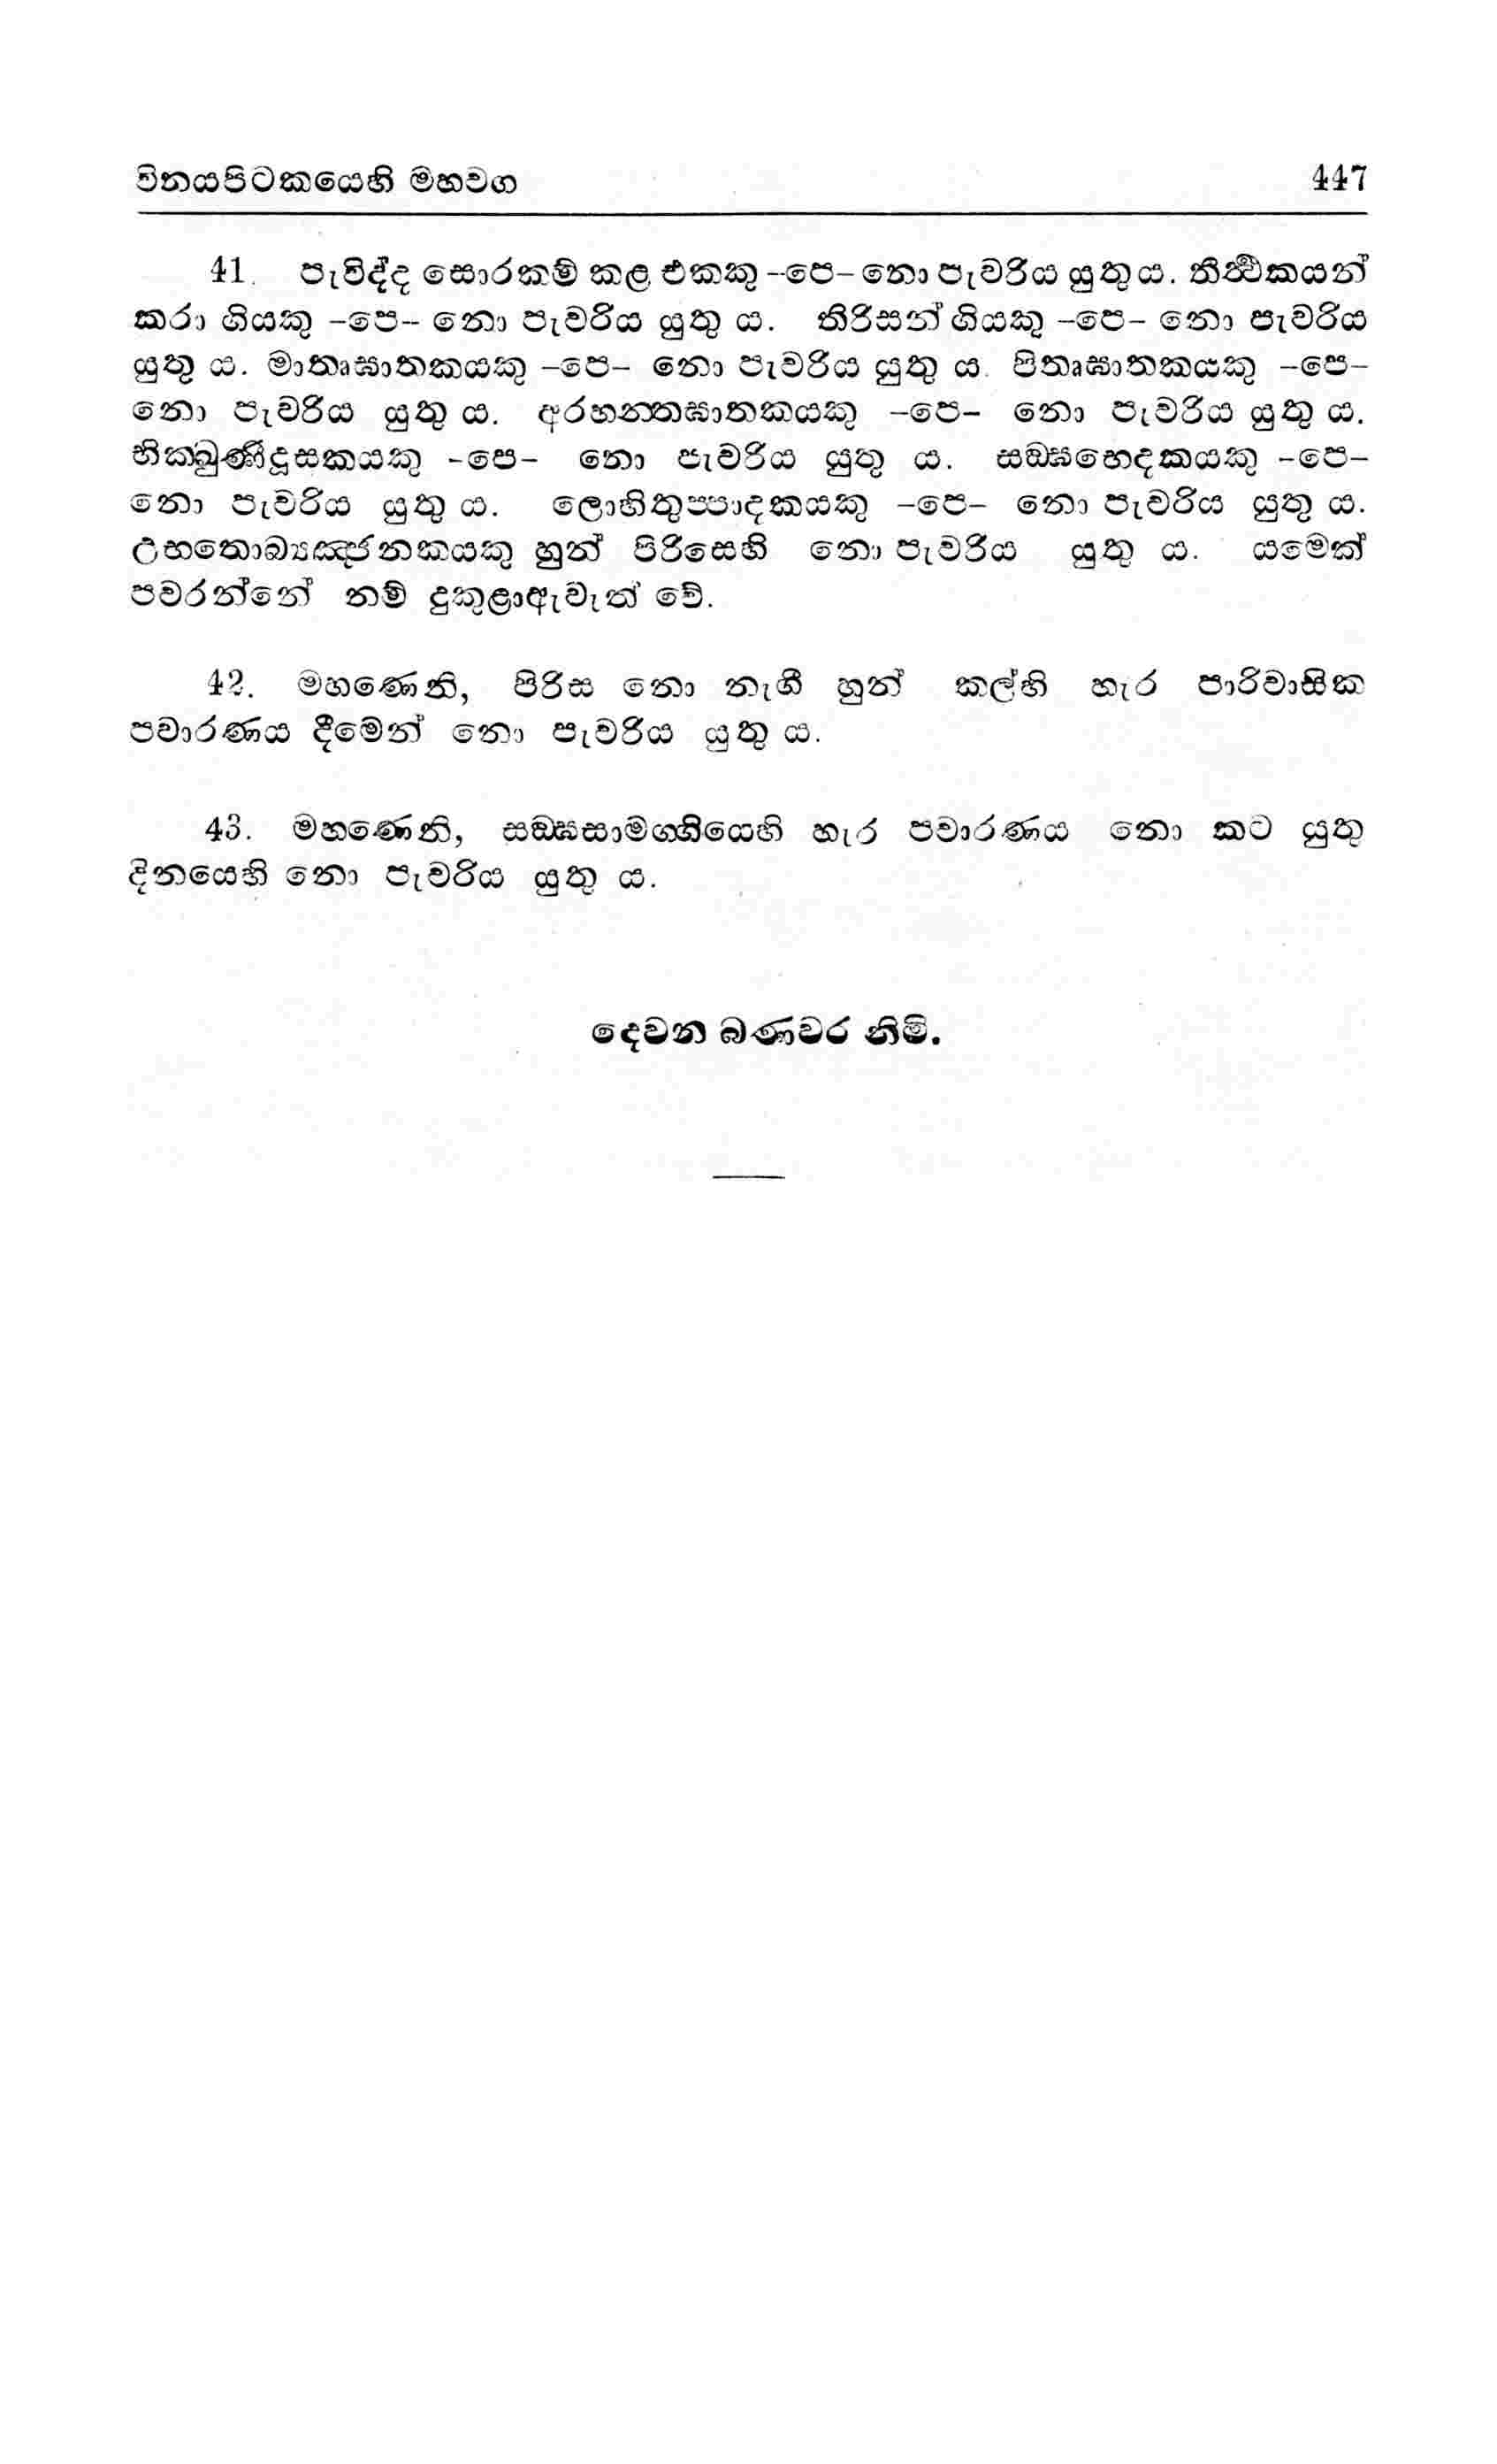 විනයපිටකයෙහි මහවග 447
41. පැවිද්ද සොරකම් කළ එකකු -පෙ- නො පැවරිය යුතු ය. තීර්ත්‍ථකයන්
කරා ගියකු -පෙ- නො පැවරිය යුතු ය. තිරිසන් ගියකු -පෙ- නො පැවරිය
යුතු ය. මාතෘඝාතකයකු -පෙ- නො පැවරිය යුතු ය. පිතෘඝාතකයකු -පෙ-
නො පැවරිය යුතු ය. අරහන්තඝාතකයකු -පෙ- නො පැවරිය යුතු ය.
භික්ඛුණීදූසකයකු -පෙ- නො පැවරිය යුතු ය. සඞ්ඝභෙදකයකු -පෙ-
නො පැවරිය යුතු ය. ලොහිතුප්පාදකයකු -පෙ- නො පැවරිය යුතු ය.
උභතොබ්‍යඤ්ජනකයකු හුන් පිරිසෙහි නො පැවරිය යුතු ය. යමෙක්
පවරන්නේ නම් දුකුළාඇවැත් වේ.
42. මහණෙනි, පිරිස නො නැගී හුන් කල්හි හැර පාරිවාසික
පවාරණය දීමෙන් නො පැවරිය යුතු ය.
43. මහණෙනි, සඞ්ඝසාමග්ගියෙහි හැර පවාරණය නො කට යුතු
දිනයෙහි නො පැවරිය යුතු ය.
දෙවන බණවර නිමි.